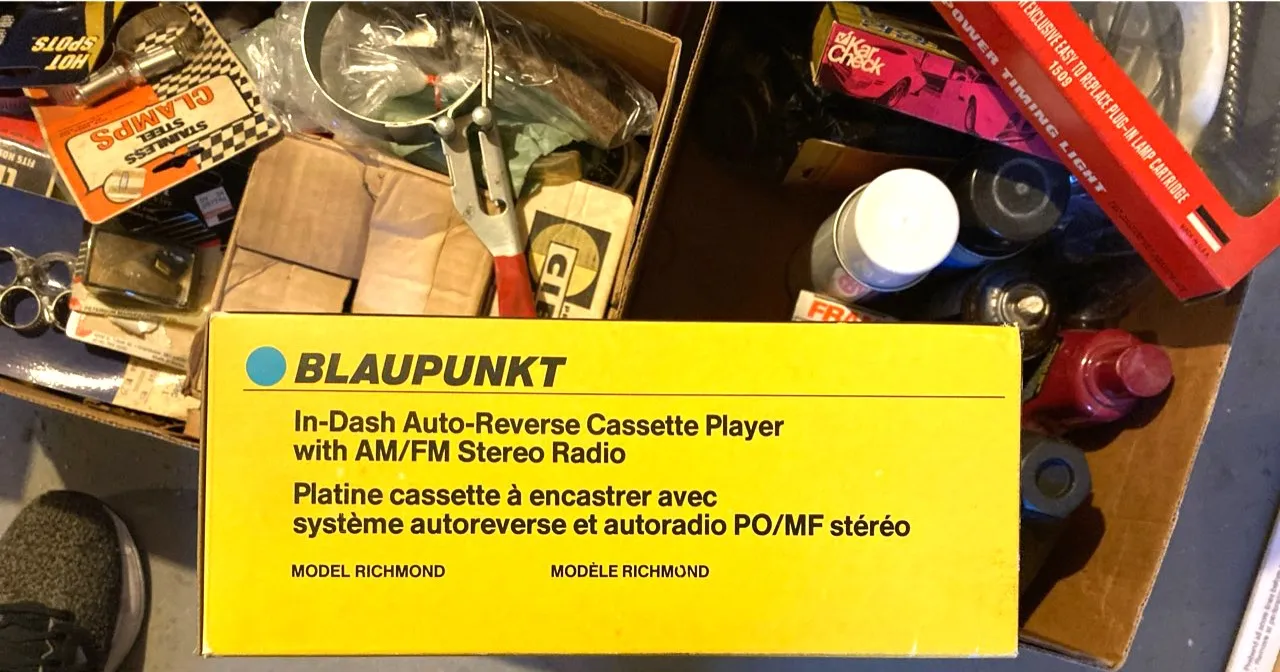 HOT
SPOTS
STAINLESS
STEEL
CLAMPS
Kar
Check
EXCLUSIVE EASY TO REPLACE PLUG-IN LAMP CARTRIDGE
1509
POWER TIMING LIGHT
FRA
BLAUPUNKT
In-Dash Auto-Reverse Cassette Player
with AM/FM Stereo Radio
Platine cassette à encastrer avec
système autoreverse et autoradio PO/MF stéréo
MODEL RICHMOND
MODÈLE RICHMOND